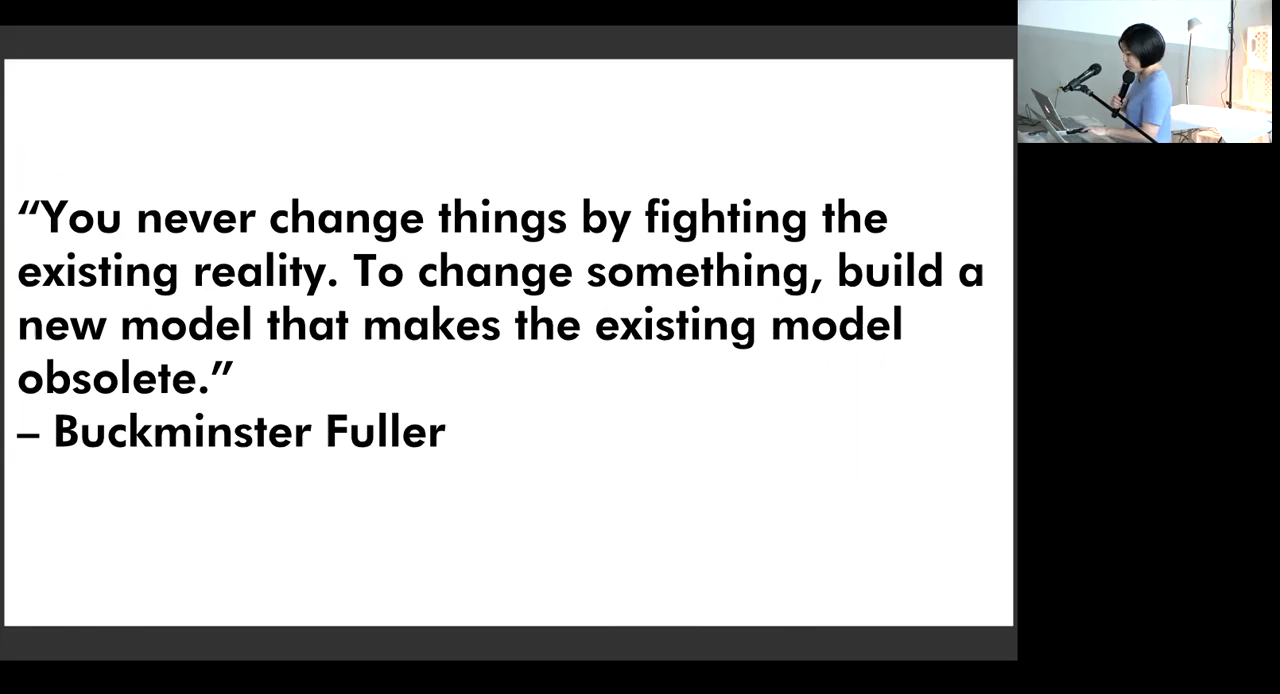 “You never change things by fighting the
existing reality. To change something, build a
new model that makes the existing model
obsolete.”
– Buckminster Fuller